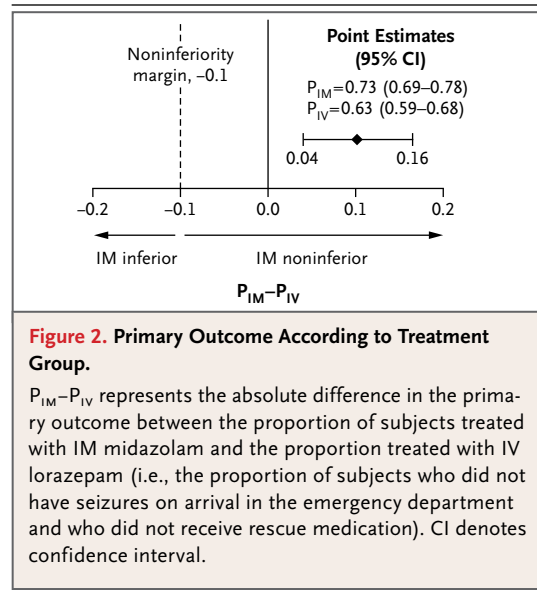 Noninferiority
margin, –0.1
Point Estimates
(95% CI)
P_IM=0.73 (0.69–0.78)
P_IV=0.63 (0.59–0.68)
0.04 0.16
–0.2 –0.1 0.0 0.1 0.2
IM inferior IM noninferior
P_IM–P_IV
Figure 2. Primary Outcome According to Treatment
Group.
P_IM–P_IV represents the absolute difference in the prima-
ry outcome between the proportion of subjects treated
with IM midazolam and the proportion treated with IV
lorazepam (i.e., the proportion of subjects who did not
have seizures on arrival in the emergency department
and who did not receive rescue medication). CI denotes
confidence interval.